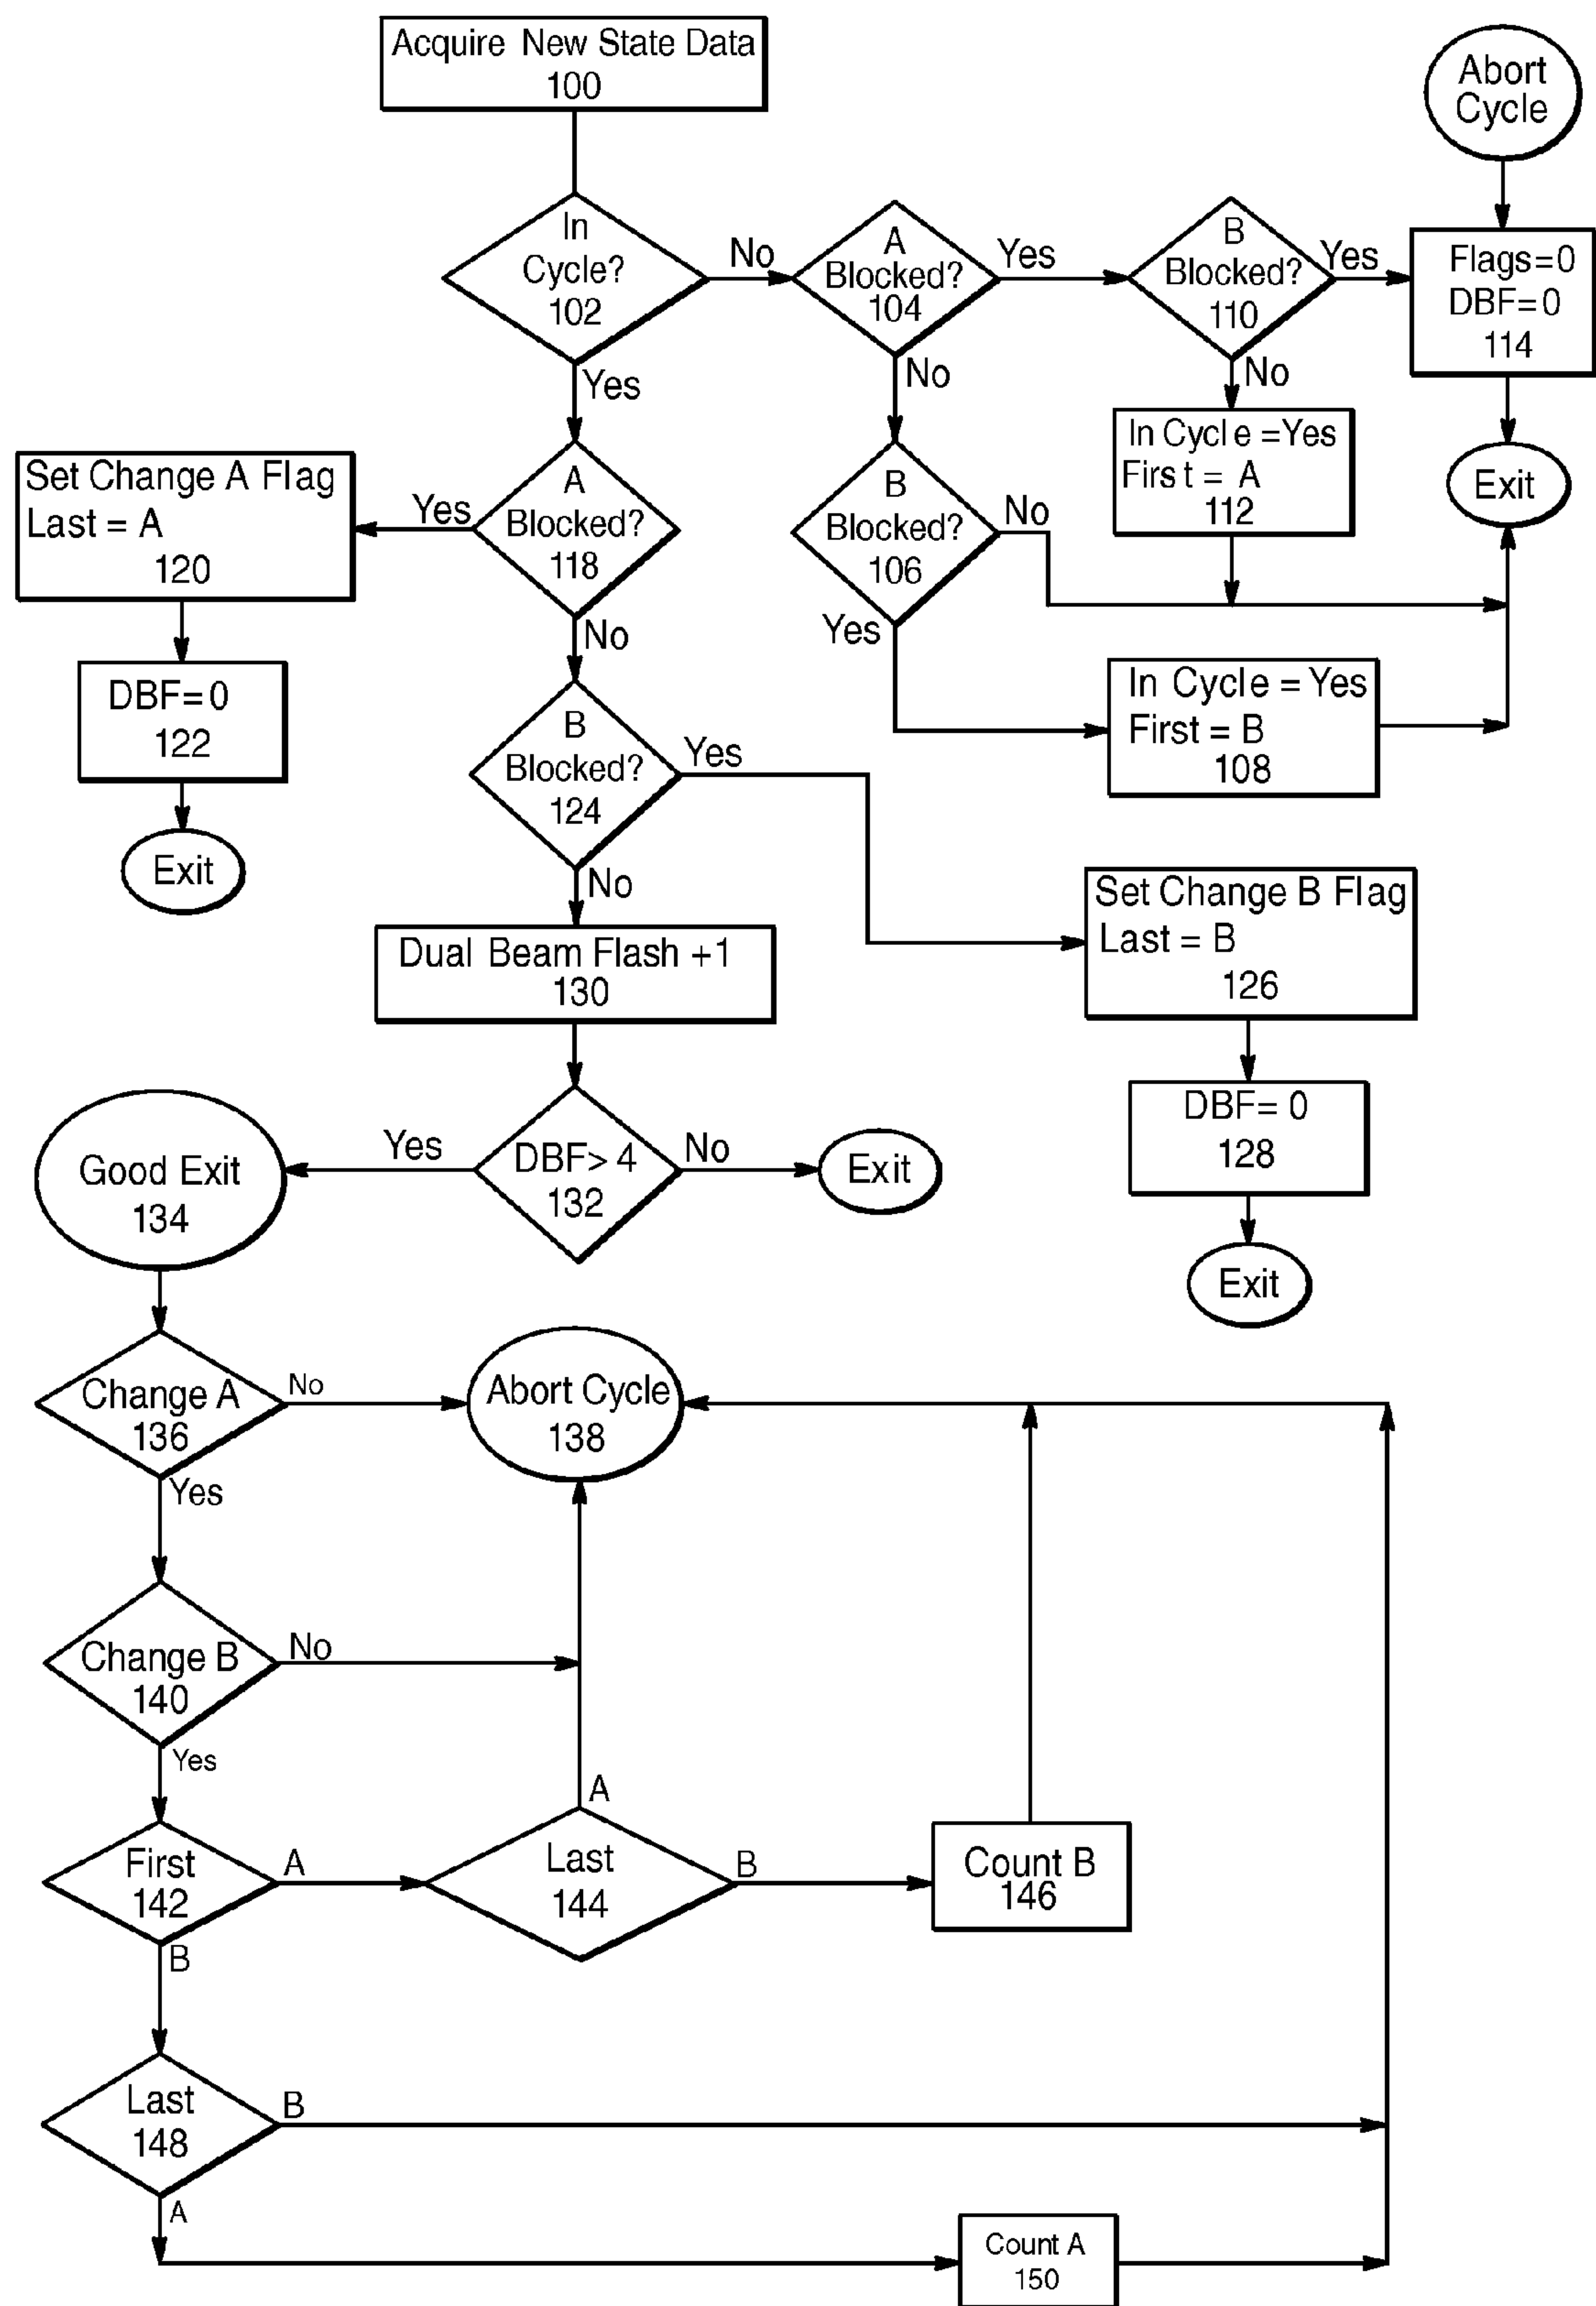 Acquire New State Data
100
Abort
Cycle
In
Cycle?
102
No
A
Blocked?
104
Yes
B
Blocked?
110
Yes
Flags=0
DBF=0
114
Yes
No
No
In Cycle =Yes
First = A
112
Exit
Set Change A Flag
Last = A
120
Yes
A
Blocked?
118
B
Blocked?
106
No
No
Yes
DBF=0
122
In Cycle = Yes
First = B
108
B
Blocked?
124
Yes
Exit
No
Set Change B Flag
Last = B
126
Dual Beam Flash +1
130
DBF= 0
128
Good Exit
134
Yes
DBF> 4
132
No
Exit
Exit
Change A
136
No
Abort Cycle
138
Yes
Change B
140
No
Yes
A
First
142
A
Last
144
B
Count B
146
B
Last
148
B
A
Count A
150